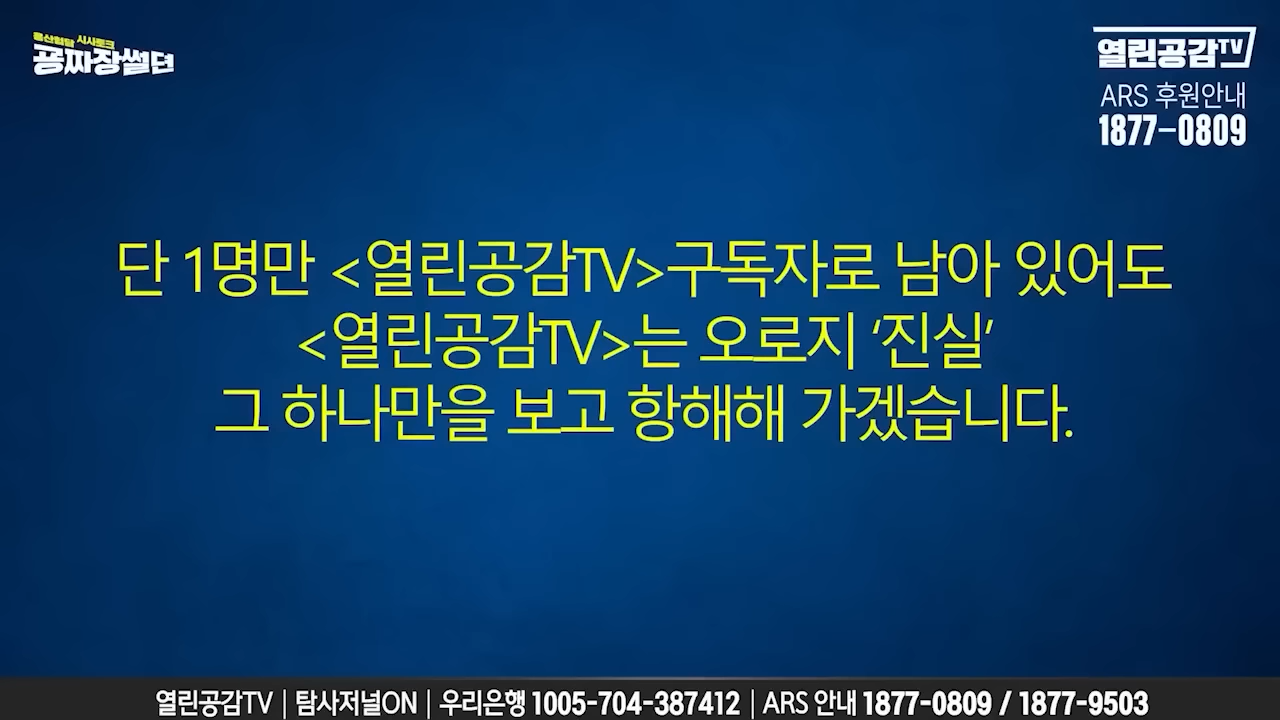 시사토크
공짜장썰뎐
열린공감TV
ARS 후원안내
1877-0809
단 1명만 <열린공감TV>구독자로 남아 있어도
<열린공감TV>는 오로지 ‘진실’
그 하나만을 보고 항해해 가겠습니다.
열린공감TV | 탐사저널ON | 우리은행 1005-704-387412 | ARS 안내 1877-0809 / 1877-9503